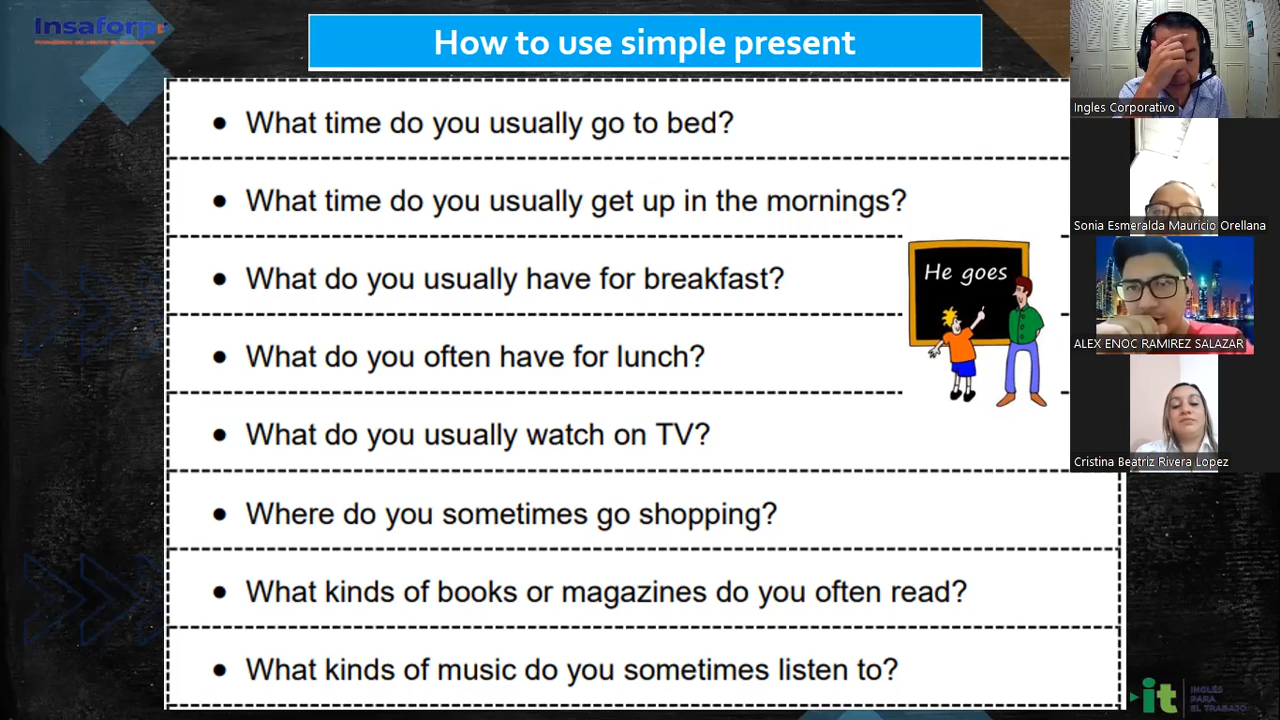 Insaforp
How to use simple present
• What time do you usually go to bed?
• What time do you usually get up in the mornings?
• What do you usually have for breakfast?
• What do you often have for lunch?
• What do you usually watch on TV?
• Where do you sometimes go shopping?
• What kinds of books or magazines do you often read?
• What kinds of music do you sometimes listen to?
He goes
Ingles Corporativo
Sonia Esmeralda Mauricio Orellana
ALEX ENOC RAMIREZ SALAZAR
Cristina Beatriz Rivera Lopez
it
INGLÉS
PARA
EL TRABAJO